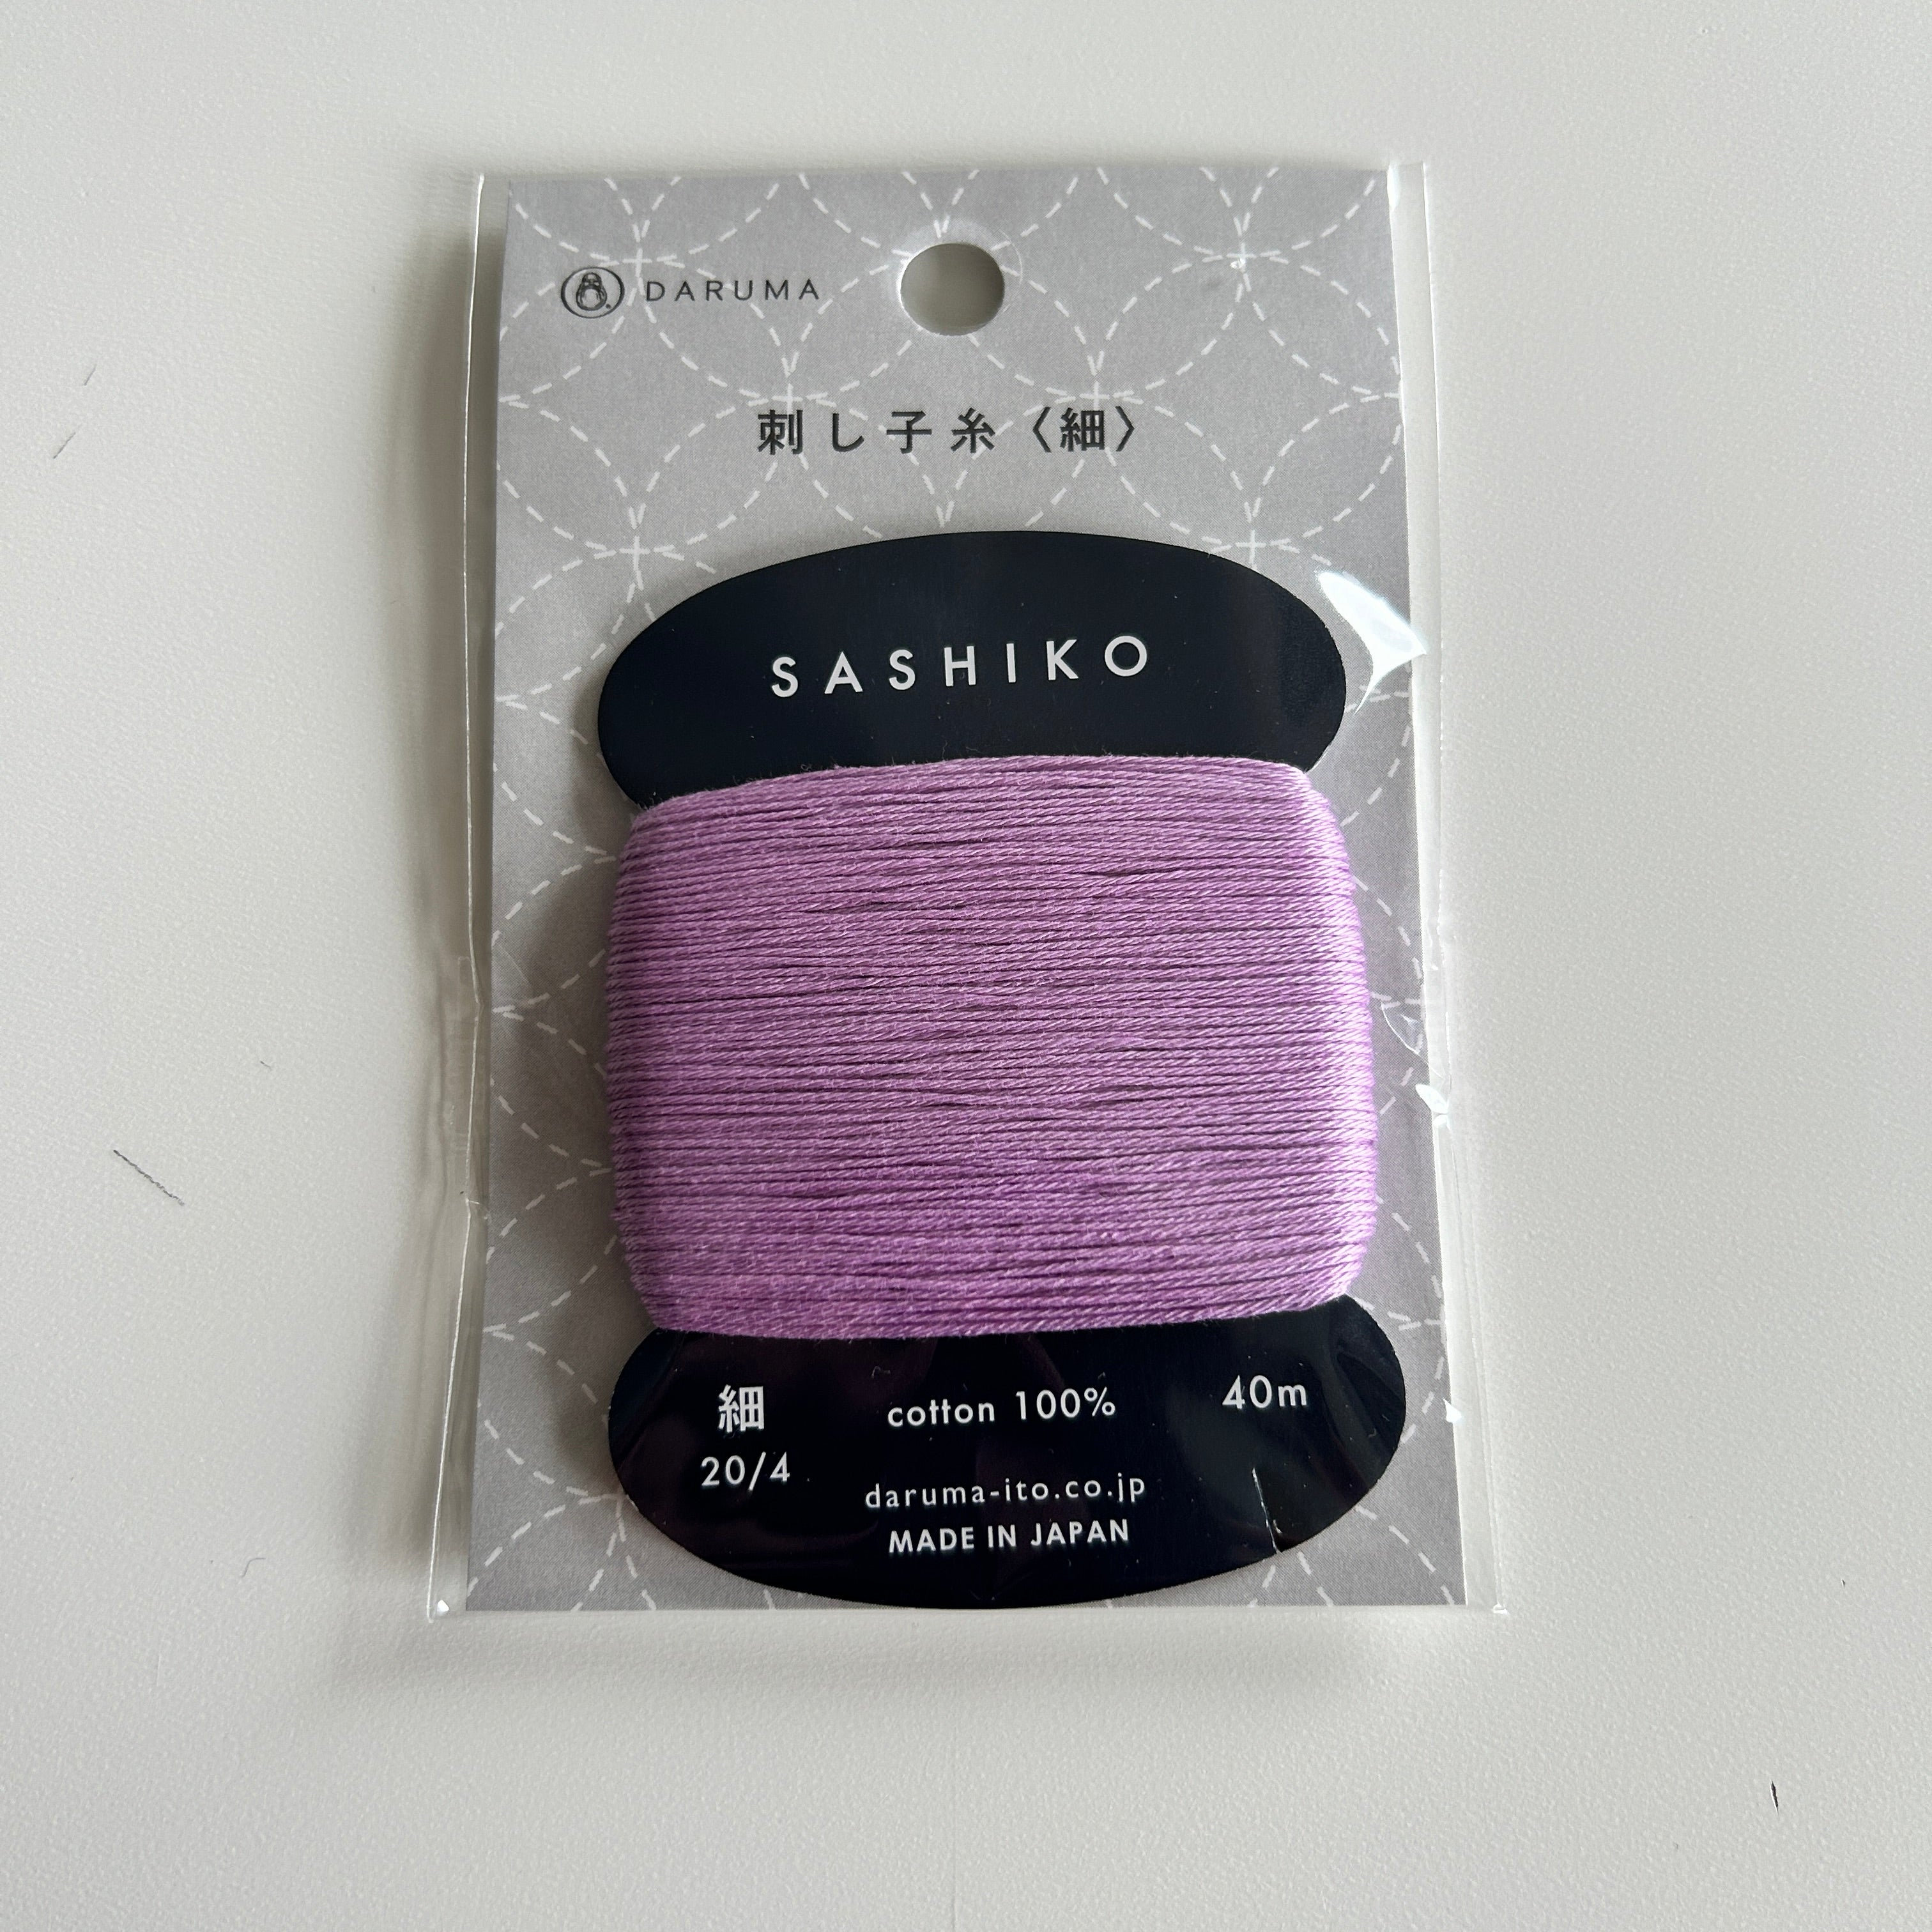 DARUMA
刺し子糸〈細〉
SASHIKO
細
20/4
cotton 100%
40m
daruma-ito.co.jp
MADE IN JAPAN